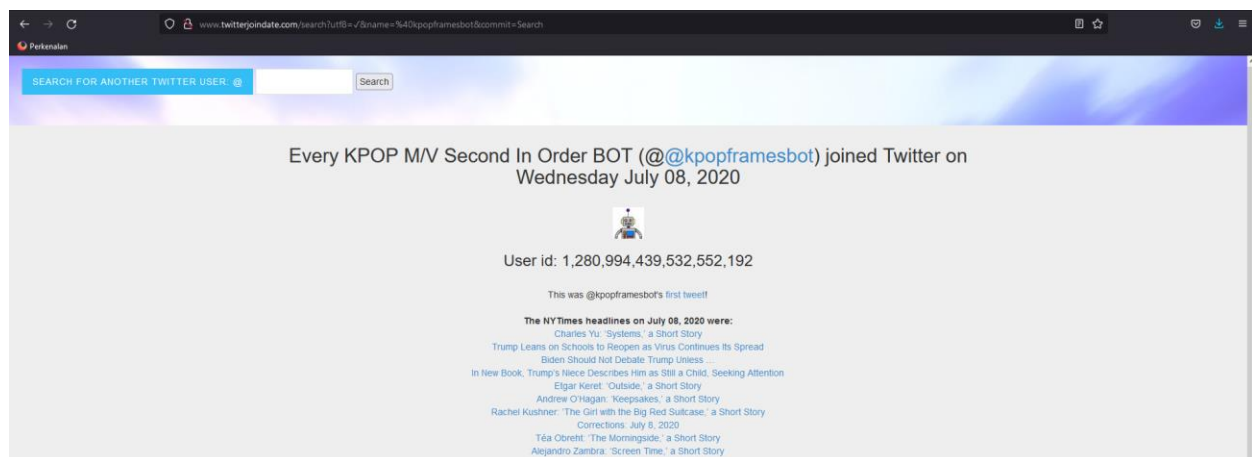 www.twitterjoindate.com/search?utf8=✓&name=%40kpopframesbot&commit=Search
Perkenalan
SEARCH FOR ANOTHER TWITTER USER: @
Search
Every KPOP M/V Second In Order BOT (@@kpopframesbot) joined Twitter on
Wednesday July 08, 2020
User id: 1,280,994,439,532,552,192
This was @kpopframesbot's first tweet!
The NYTimes headlines on July 08, 2020 were:
Charles Yu: ‘Systems,’ a Short Story
Trump Leans on Schools to Reopen as Virus Continues Its Spread
Biden Should Not Debate Trump Unless ...
In New Book, Trump's Niece Describes Him as Still a Child, Seeking Attention
Etgar Keret: ‘Outside,’ a Short Story
Andrew O'Hagan: ‘Keepsakes,’ a Short Story
Rachel Kushner: ‘The Girl with the Big Red Suitcase,’ a Short Story
Corrections: July 8, 2020
Téa Obreht: ‘The Morningside,’ a Short Story
Alejandro Zambra: ‘Screen Time,’ a Short Story